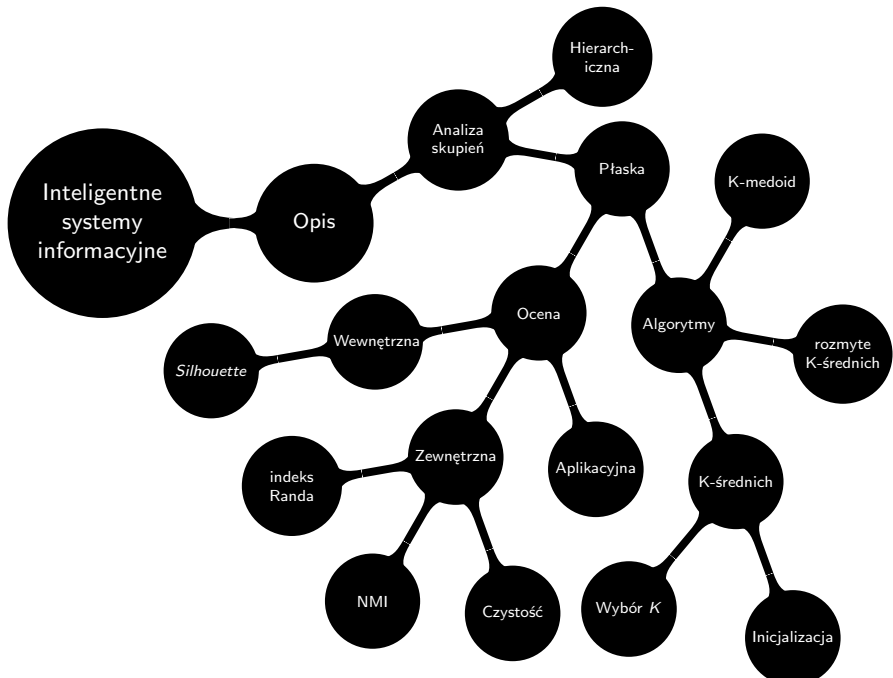 Hierarch-
iczna
Analiza
skupień
Płaska
K-medoid
Inteligentne
systemy
informacyjne
Opis
Ocena
Algorytmy
Wewnętrzna
rozmyte
K-średnich
Silhouette
Zewnętrzna
Aplikacyjna
K-średnich
indeks
Randa
NMI
Czystość
Wybór K
Inicjalizacja